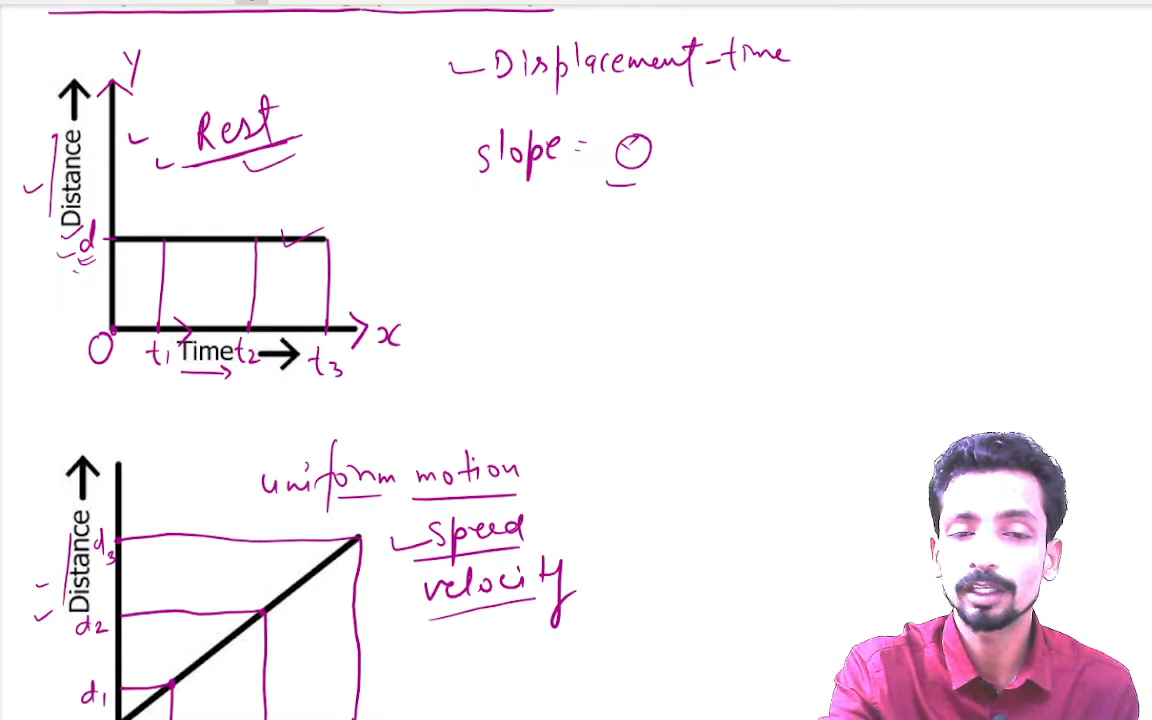 Y
Displacement-time
Rest
slope = 0
Distance
d
O
t1
Time
t2
t3
x
uniform motion
speed
velocity
Distance
d3
d2
d1